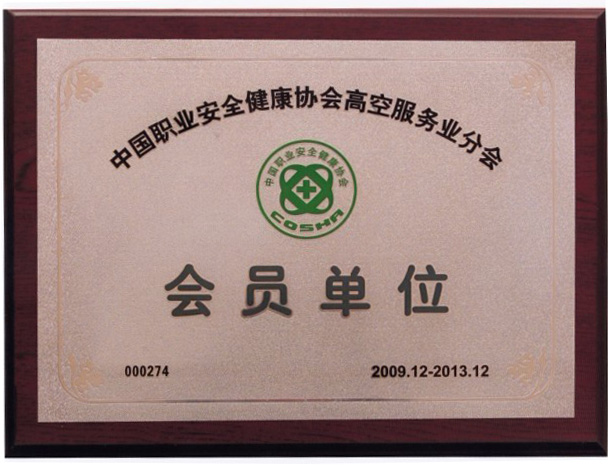 中国职业安全健康协会高空服务业分会
中国职业安全健康协会
COSHA
会员单位
000274
2009.12-2013.12